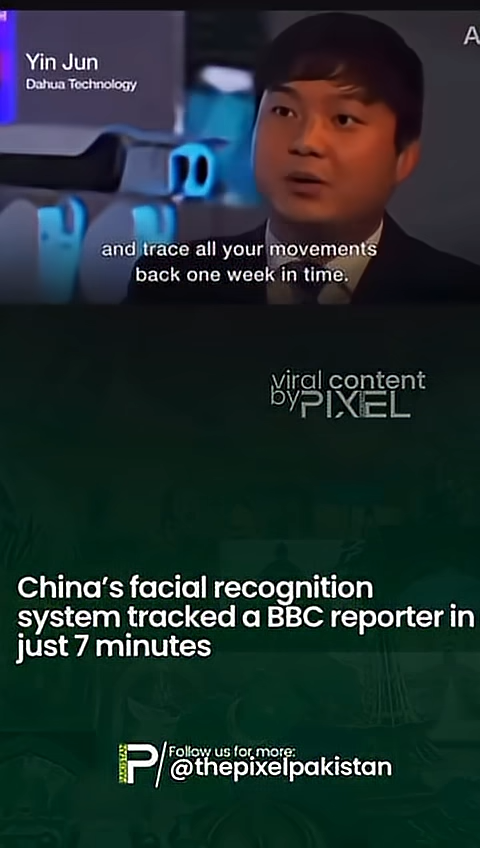 A
Yin Jun
Dahua Technology
and trace all your movements
back one week in time.
viral content
by PIXEL
China's facial recognition
system tracked a BBC reporter in
just 7 minutes
PAKISTAN
P
Follow us for more:
@thepixelpakistan